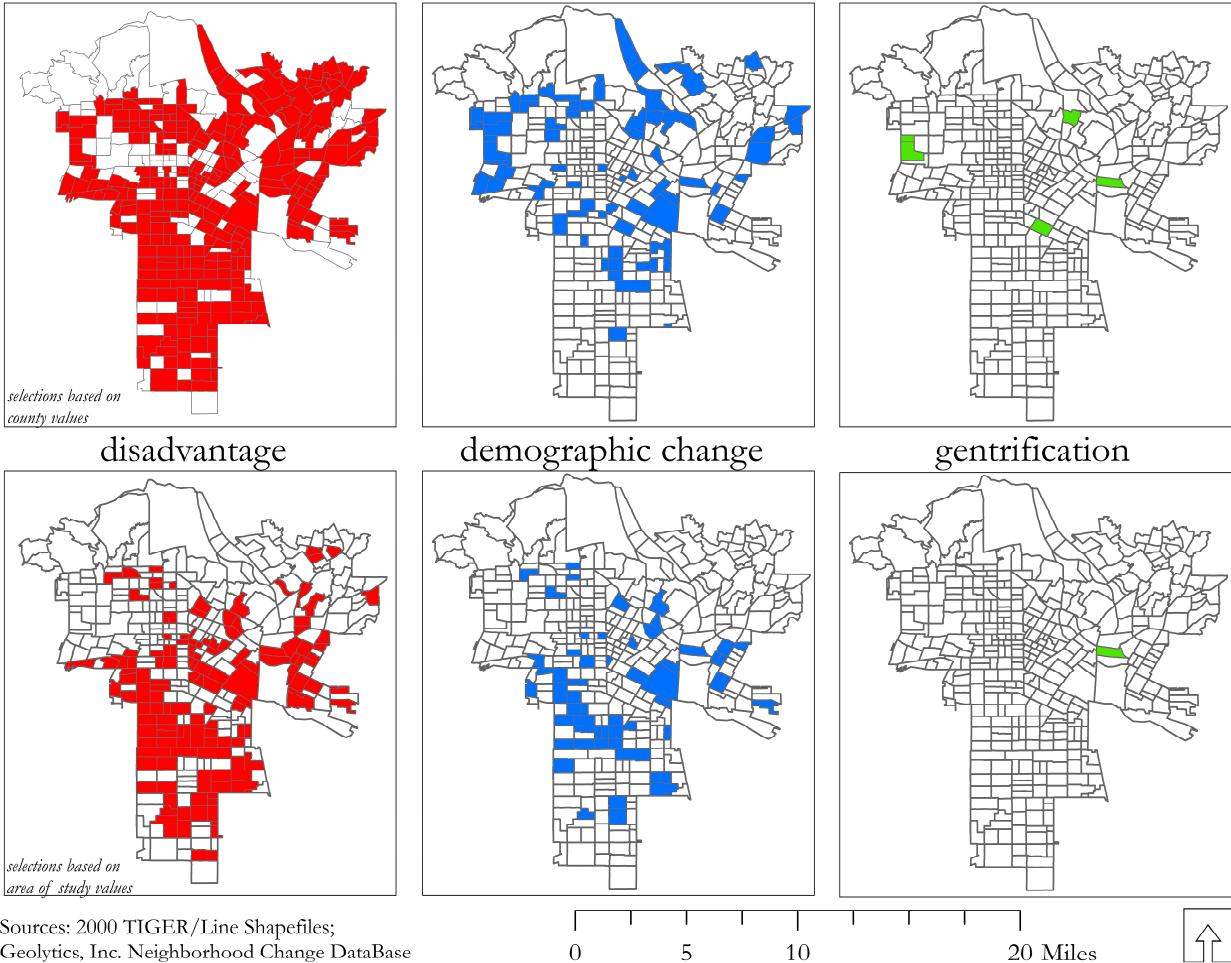 selections based on
county values
disadvantage
demographic change
gentrification
selections based on
area of study values
Sources: 2000 TIGER/Line Shapefiles;
Geolytics, Inc. Neighborhood Change DataBase
0 5 10 20 Miles